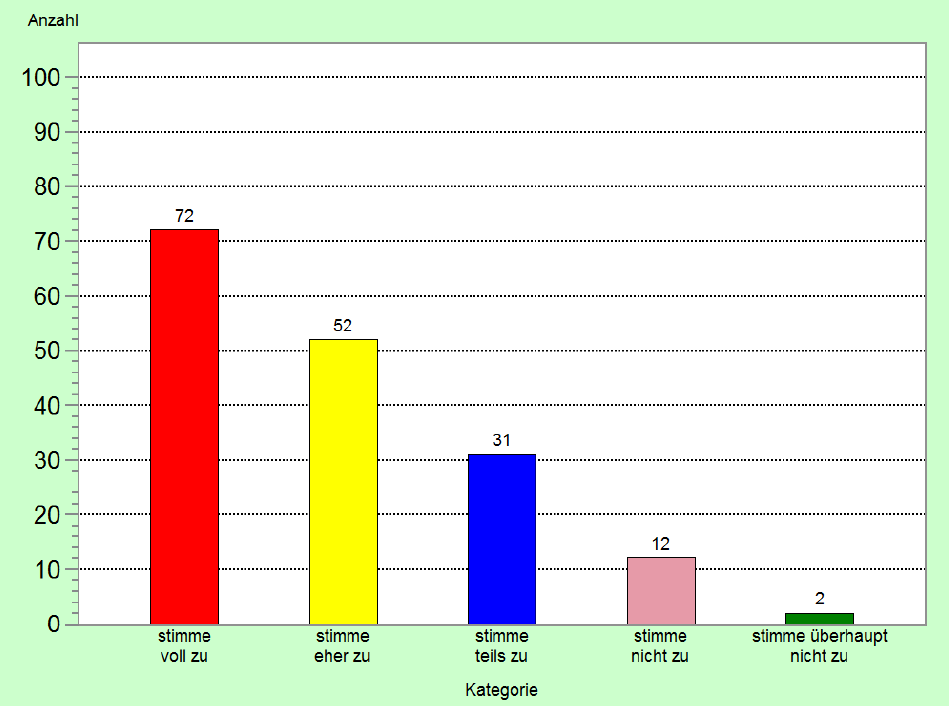 Anzahl
100
90
80
72
70
60
52
50
40
31
30
20
12
10
2
0
stimme
voll zu
stimme
eher zu
stimme
teils zu
stimme
nicht zu
stimme überhaupt
nicht zu
Kategorie